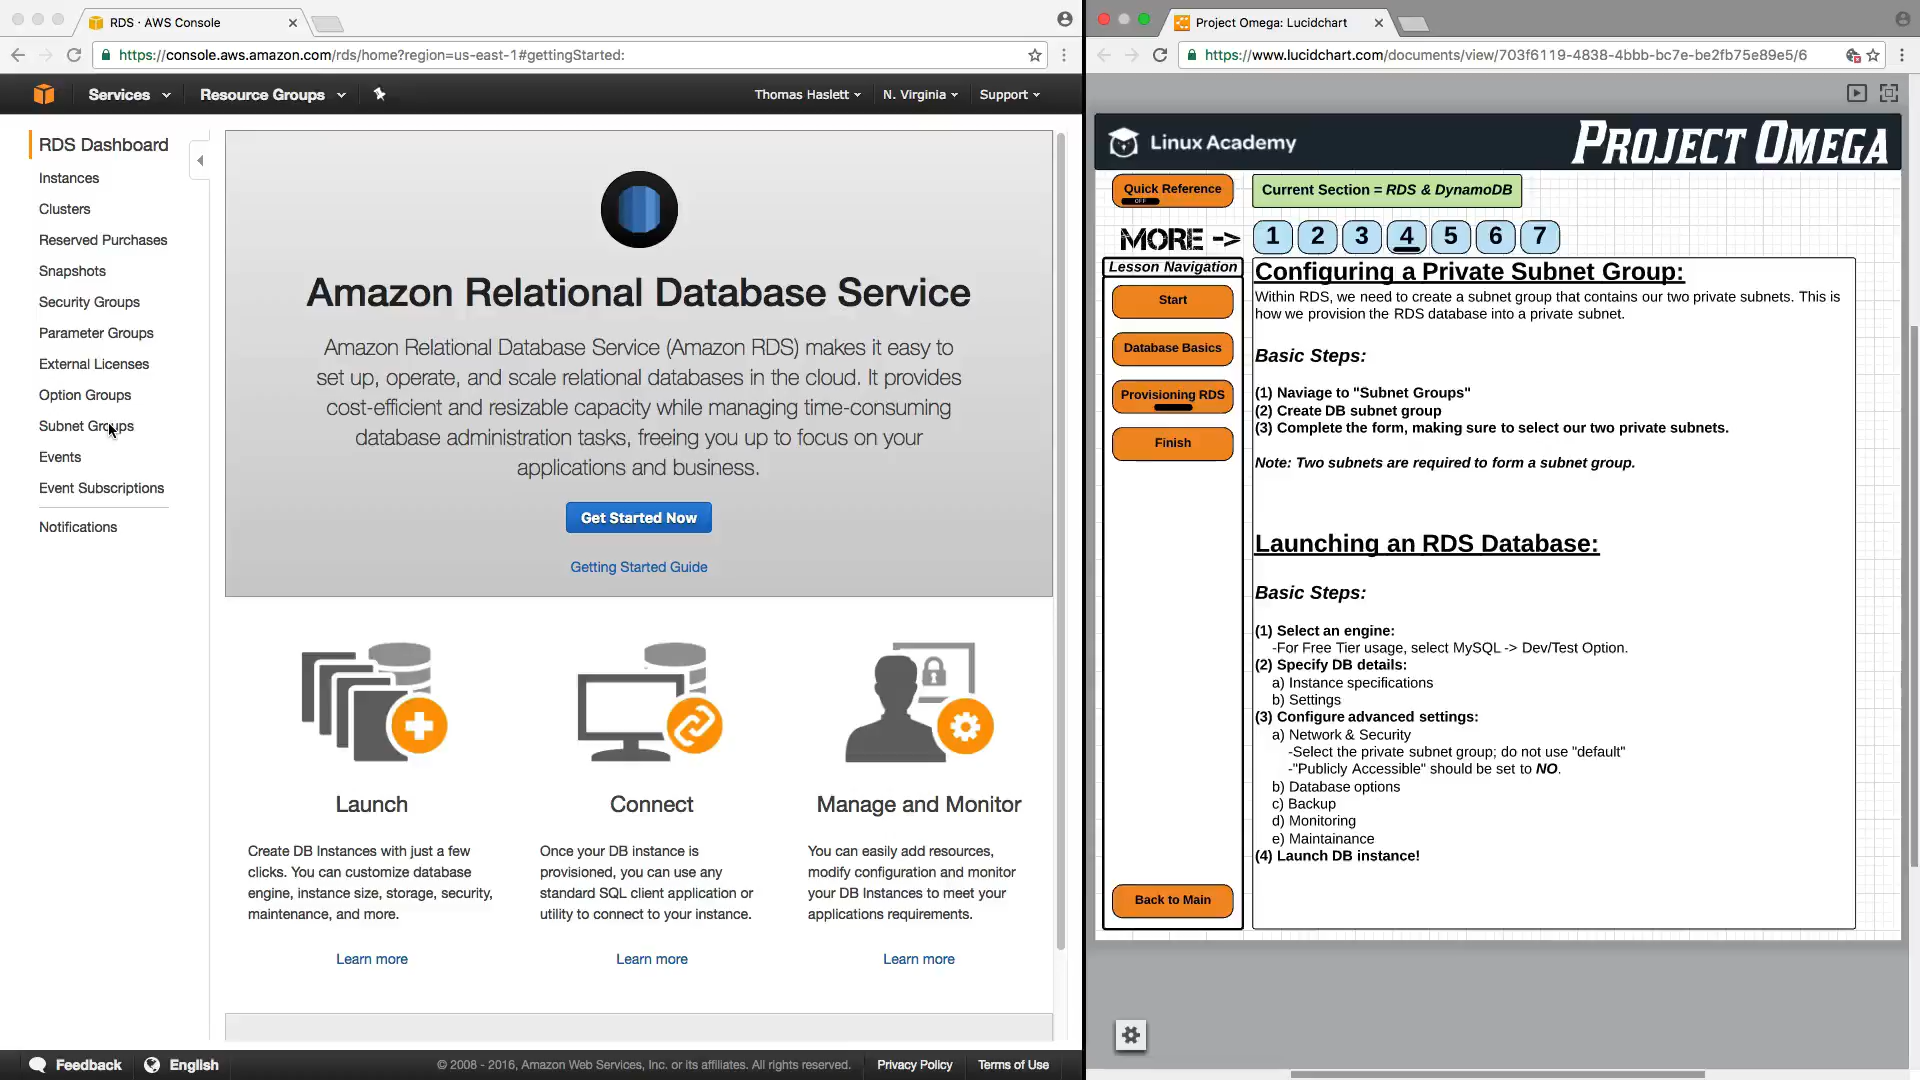 RDS · AWS Console
https://console.aws.amazon.com/rds/home?region=us-east-1#gettingStarted:
Services
Resource Groups
Thomas Haslett
N. Virginia
Support
RDS Dashboard
Instances
Clusters
Reserved Purchases
Snapshots
Security Groups
Parameter Groups
External Licenses
Option Groups
Subnet Groups
Events
Event Subscriptions
Notifications
Amazon Relational Database Service
Amazon Relational Database Service (Amazon RDS) makes it easy to
set up, operate, and scale relational databases in the cloud. It provides
cost-efficient and resizable capacity while managing time-consuming
database administration tasks, freeing you up to focus on your
applications and business.
Get Started Now
Getting Started Guide
Launch
Create DB Instances with just a few
clicks. You can customize database
engine, instance size, storage, security,
maintenance, and more.
Learn more
Connect
Once your DB instance is
provisioned, you can use any
standard SQL client application or
utility to connect to your instance.
Learn more
Manage and Monitor
You can easily add resources,
modify configuration and monitor
your DB Instances to meet your
applications requirements.
Learn more
Feedback
English
© 2008 - 2016, Amazon Web Services, Inc. or its affiliates. All rights reserved.
Privacy Policy
Terms of Use
Project Omega: Lucidchart
https://www.lucidchart.com/documents/view/703f6119-4838-4bbb-bc7e-be2fb75e89e5/6
Linux Academy
PROJECT OMEGA
Quick Reference
OFF
Current Section = RDS & DynamoDB
MORE ->
1
2
3
4
5
6
7
Lesson Navigation
Start
Database Basics
Provisioning RDS
Finish
Back to Main
Configuring a Private Subnet Group:
Within RDS, we need to create a subnet group that contains our two private subnets. This is
how we provision the RDS database into a private subnet.
Basic Steps:
(1) Naviage to "Subnet Groups"
(2) Create DB subnet group
(3) Complete the form, making sure to select our two private subnets.
Note: Two subnets are required to form a subnet group.
Launching an RDS Database:
Basic Steps:
(1) Select an engine:
-For Free Tier usage, select MySQL -> Dev/Test Option.
(2) Specify DB details:
a) Instance specifications
b) Settings
(3) Configure advanced settings:
a) Network & Security
-Select the private subnet group; do not use "default"
-"Publicly Accessible" should be set to NO.
b) Database options
c) Backup
d) Monitoring
e) Maintainance
(4) Launch DB instance!